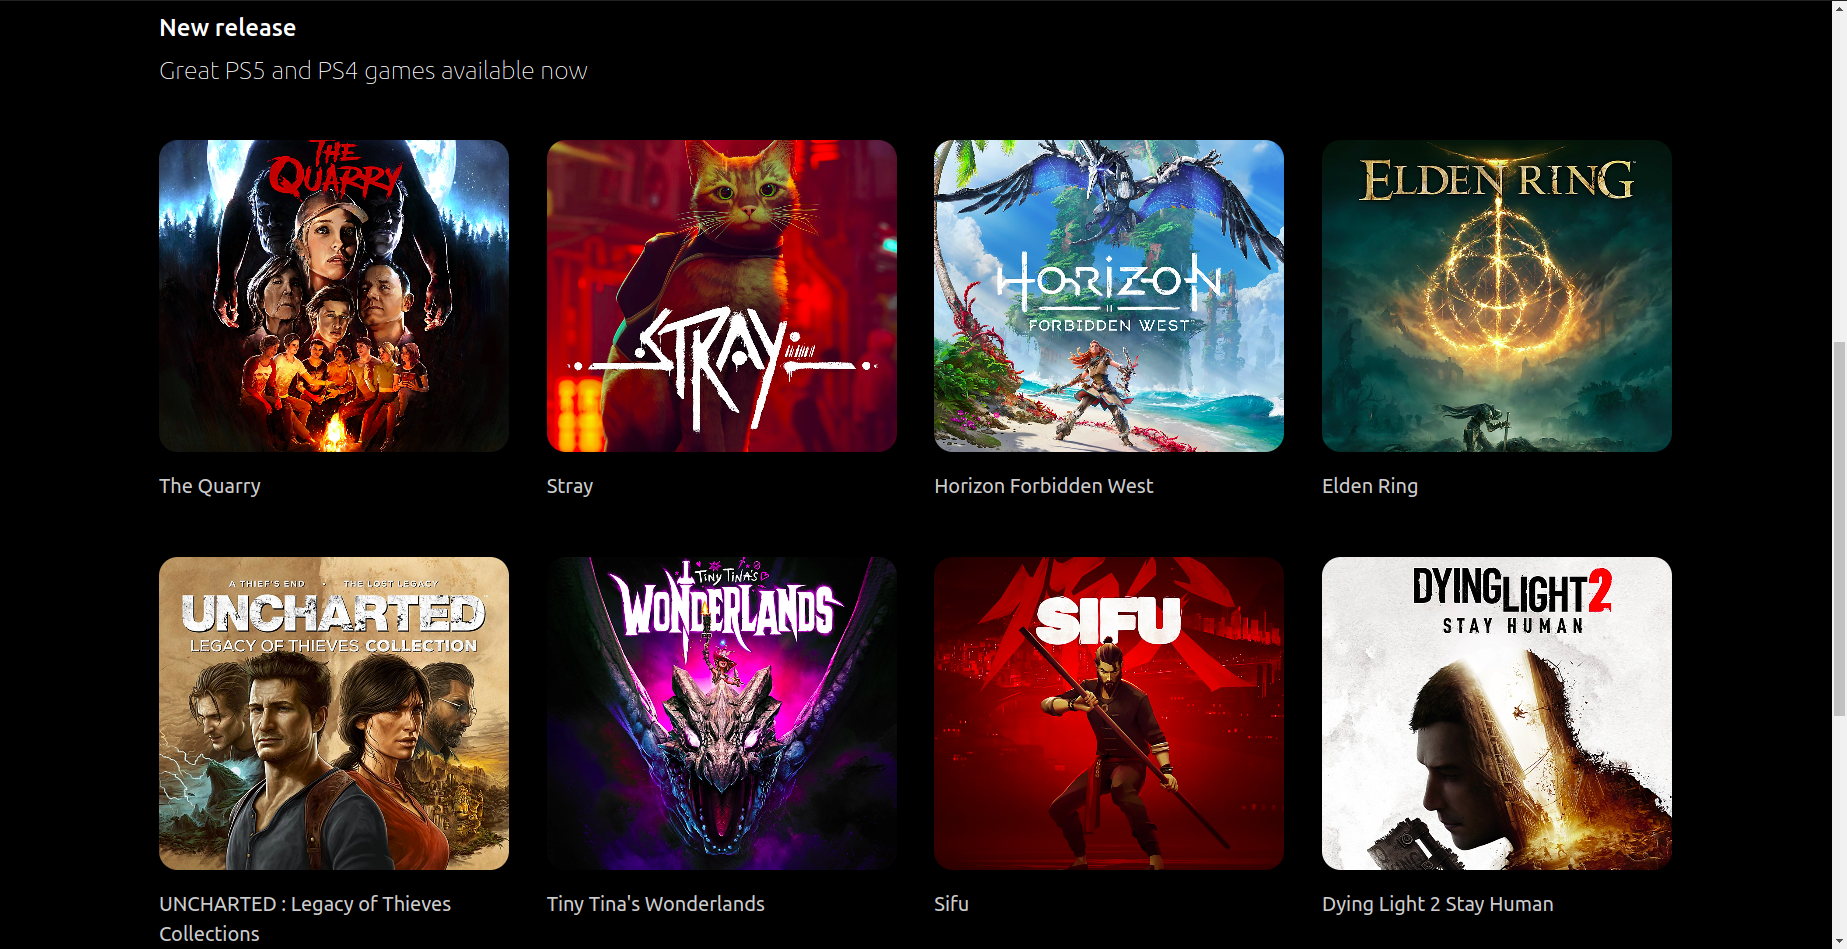 New release
Great PS5 and PS4 games available now
THE
QUARRY
STRAY
HORIZON
II
FORBIDDEN WEST
ELDEN RING
The Quarry
Stray
Horizon Forbidden West
Elden Ring
A THIEF'S END · THE LOST LEGACY
UNCHARTED
LEGACY OF THIEVES COLLECTION
TINY TINA'S
WONDERLANDS
SIFU
DYING LIGHT 2
STAY HUMAN
UNCHARTED : Legacy of Thieves
Collections
Tiny Tina's Wonderlands
Sifu
Dying Light 2 Stay Human